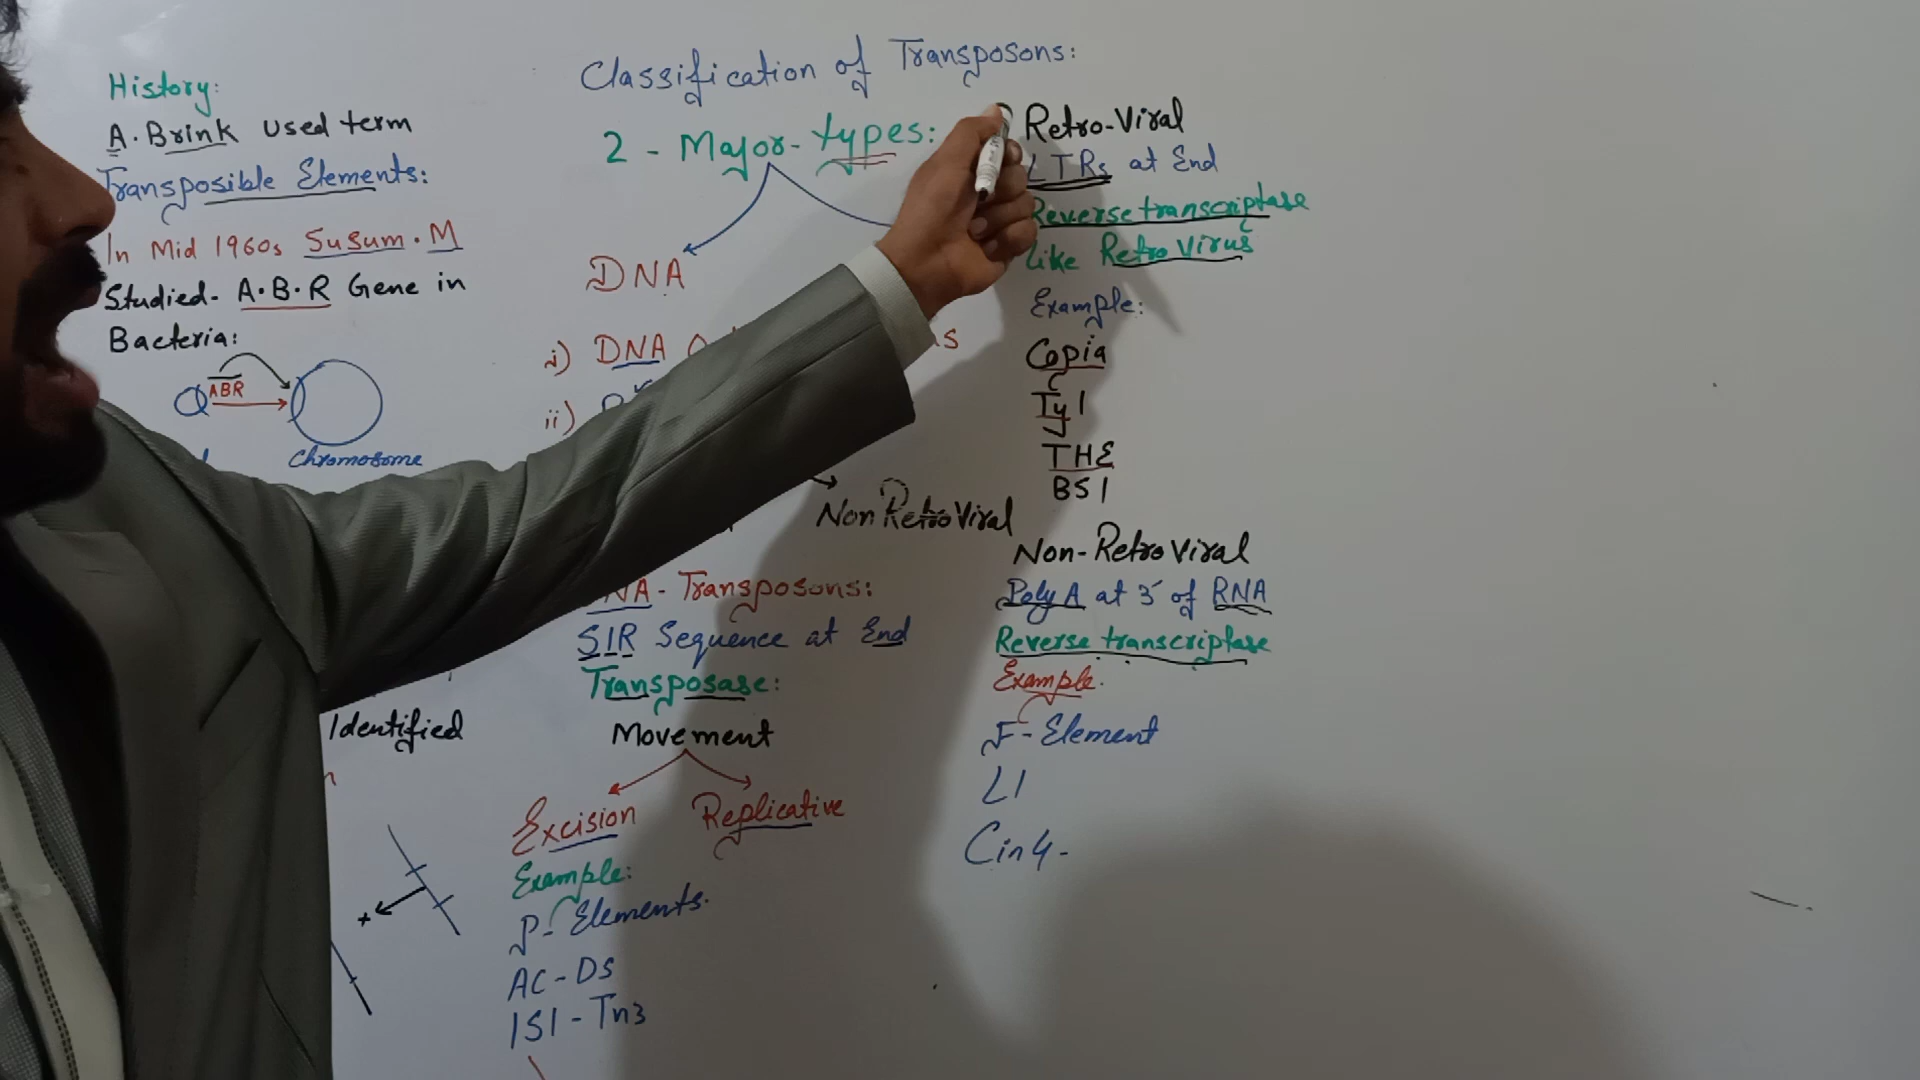 History:
A. Brink used term
Transposible Elements:
In Mid 1960s Susum. M
Studied- A.B.R Gene in
Bacteria:
ABR
Chromosome
Identified
Classification of Transposons:
2 - Major- types:
DNA
i) DNA
ii)
Non RetroViral
DNA- Transposons:
SIR Sequence at End
Transposase:
Movement
Excision Replicative
Example:
P- Elements.
AC-DS
IS1 - Tn3
Retro-Viral
LTRs at End
Reverse transcriptase
like Retro Virus
Example:
Copia
Ty1
THE
BS1
Non-Retro Viral
Poly A at 3' of RNA
Reverse transcriptase
Example.
F- Element
L1
Cin4-